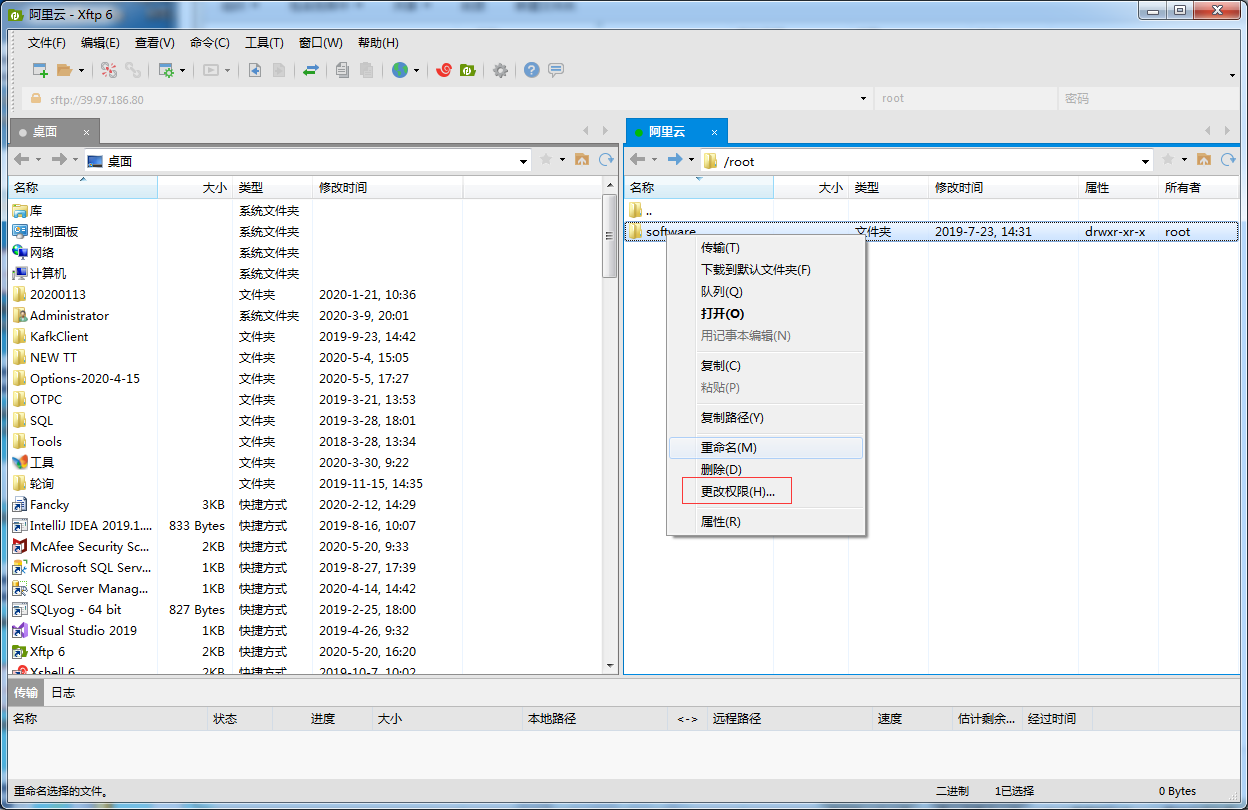 阿里云 - Xftp 6
文件(F) 编辑(E) 查看(V) 命令(C) 工具(T) 窗口(W) 帮助(H)
sftp://39.97.186.80 root 密码
桌面 ×
桌面
名称 大小 类型 修改时间
库 系统文件夹
控制面板 系统文件夹
网络 系统文件夹
计算机 系统文件夹
20200113 文件夹 2020-1-21, 10:36
Administrator 系统文件夹 2020-3-9, 20:01
KafkClient 文件夹 2019-9-23, 14:42
NEW TT 文件夹 2020-5-4, 15:05
Options-2020-4-15 文件夹 2020-5-5, 17:27
OTPC 文件夹 2019-3-21, 13:53
SQL 文件夹 2019-3-28, 18:01
Tools 文件夹 2018-3-28, 13:34
工具 文件夹 2020-3-30, 9:22
轮询 文件夹 2019-11-15, 14:35
Fancky 3KB 快捷方式 2020-2-12, 14:29
IntelliJ IDEA 2019.1.... 833 Bytes 快捷方式 2019-8-16, 10:07
McAfee Security Sc... 2KB 快捷方式 2020-5-20, 9:33
Microsoft SQL Serv... 1KB 快捷方式 2019-8-27, 17:39
SQL Server Manag... 1KB 快捷方式 2020-4-14, 14:42
SQLyog - 64 bit 827 Bytes 快捷方式 2019-2-25, 18:00
Visual Studio 2019 1KB 快捷方式 2019-4-26, 9:32
Xftp 6 2KB 快捷方式 2020-5-20, 16:20
Xshell 6 2KB 快捷方式 2019-10-7, 10:02
阿里云 ×
/root
名称 大小 类型 修改时间 属性 所有者
..
software 文件夹 2019-7-23, 14:31 drwxr-xr-x root
传输(T)
下载到默认文件夹(F)
队列(Q)
打开(O)
用记事本编辑(N)
复制(C)
粘贴(P)
复制路径(Y)
重命名(M)
删除(D)
更改权限(H)...
属性(R)
传输 日志
名称 状态 进度 大小 本地路径 <-> 远程路径 速度 估计剩余... 经过时间
重命名选择的文件。 二进制 1已选择 0 Bytes